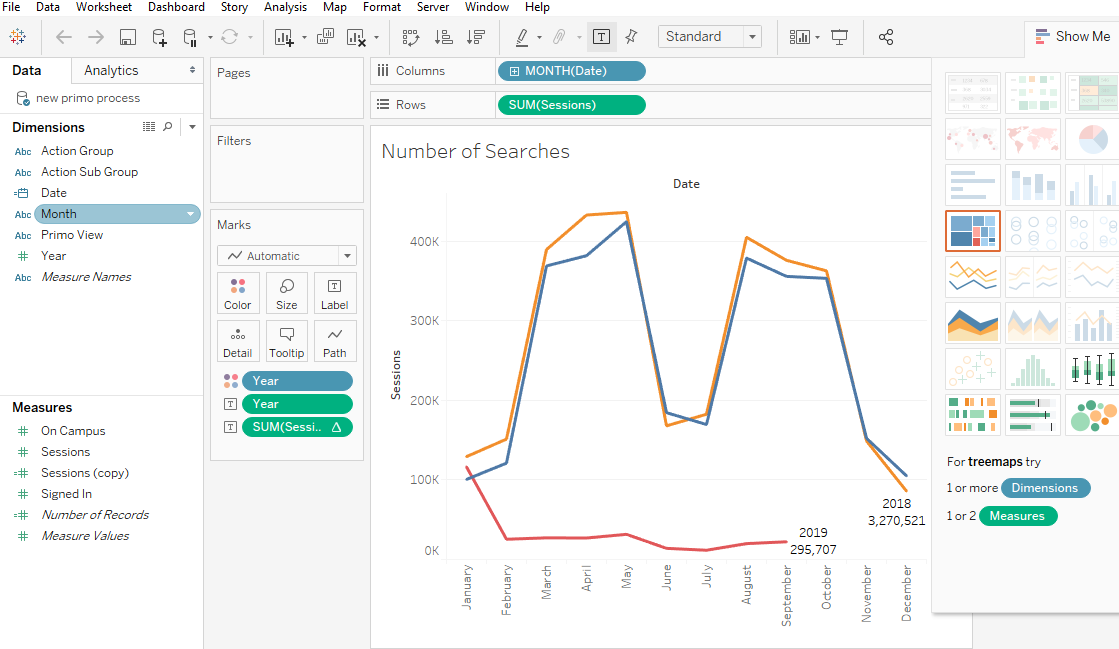 File Data Worksheet Dashboard Story Analysis Map Format Server Window Help
Standard
Show Me
Data Analytics
new primo process
Dimensions
Abc Action Group
Abc Action Sub Group
Date
Abc Month
Abc Primo View
Year
Abc Measure Names
Measures
On Campus
Sessions
Sessions (copy)
Signed In
Number of Records
Measure Values
Pages
Filters
Marks
Automatic
Color Size Label
Detail Tooltip Path
Year
Year
SUM(Sessi..
Columns MONTH(Date)
Rows SUM(Sessions)
Number of Searches
Date
400K
300K
200K
100K
0K
Sessions
2018
3,270,521
2019
295,707
January
February
March
April
May
June
July
August
September
October
November
December
For treemaps try
1 or more Dimensions
1 or 2 Measures